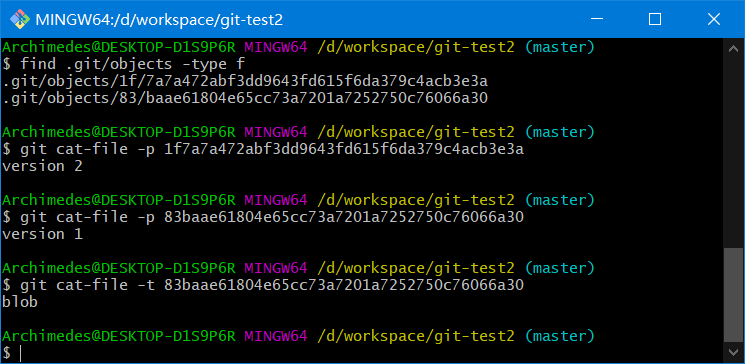 MINGW64:/d/workspace/git-test2
Archimedes@DESKTOP-D1S9P6R MINGW64 /d/workspace/git-test2 (master)
$ find .git/objects -type f
.git/objects/1f/7a7a472abf3dd9643fd615f6da379c4acb3e3a
.git/objects/83/baae61804e65cc73a7201a7252750c76066a30
Archimedes@DESKTOP-D1S9P6R MINGW64 /d/workspace/git-test2 (master)
$ git cat-file -p 1f7a7a472abf3dd9643fd615f6da379c4acb3e3a
version 2
Archimedes@DESKTOP-D1S9P6R MINGW64 /d/workspace/git-test2 (master)
$ git cat-file -p 83baae61804e65cc73a7201a7252750c76066a30
version 1
Archimedes@DESKTOP-D1S9P6R MINGW64 /d/workspace/git-test2 (master)
$ git cat-file -t 83baae61804e65cc73a7201a7252750c76066a30
blob
Archimedes@DESKTOP-D1S9P6R MINGW64 /d/workspace/git-test2 (master)
$